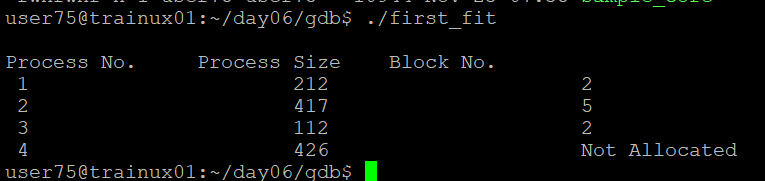 user75@trainux01:~/day06/gdb$ ./first_fit
Process No. Process Size Block No.
1 212 2
2 417 5
3 112 2
4 426 Not Allocated
user75@trainux01:~/day06/gdb$